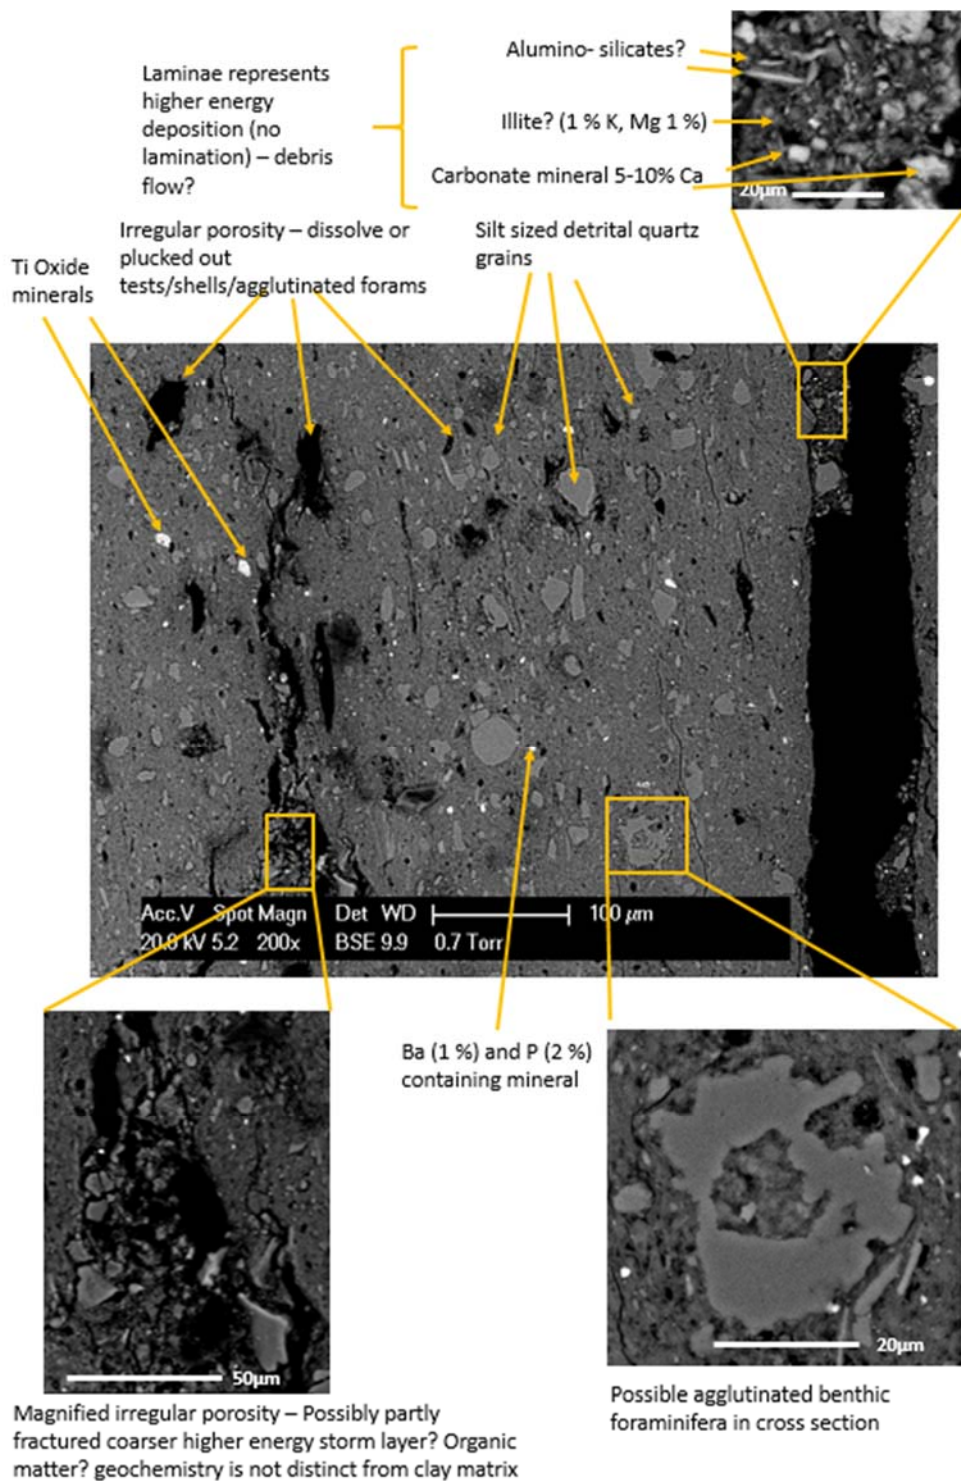 Alumino- silicates?
Laminae represents
higher energy
deposition (no
lamination) – debris
flow?
Illite? (1 % K, Mg 1 %)
Carbonate mineral 5-10% Ca
20µm
Irregular porosity – dissolve or
plucked out
tests/shells/agglutinated forams
Silt sized detrital quartz
grains
Ti Oxide
minerals
Acc.V Spot Magn Det WD 100 µm
20.0 kV 5.2 200x BSE 9.9 0.7 Torr
Ba (1 %) and P (2 %)
containing mineral
50µm
20µm
Magnified irregular porosity – Possibly partly
fractured coarser higher energy storm layer? Organic
matter? geochemistry is not distinct from clay matrix
Possible agglutinated benthic
foraminifera in cross section